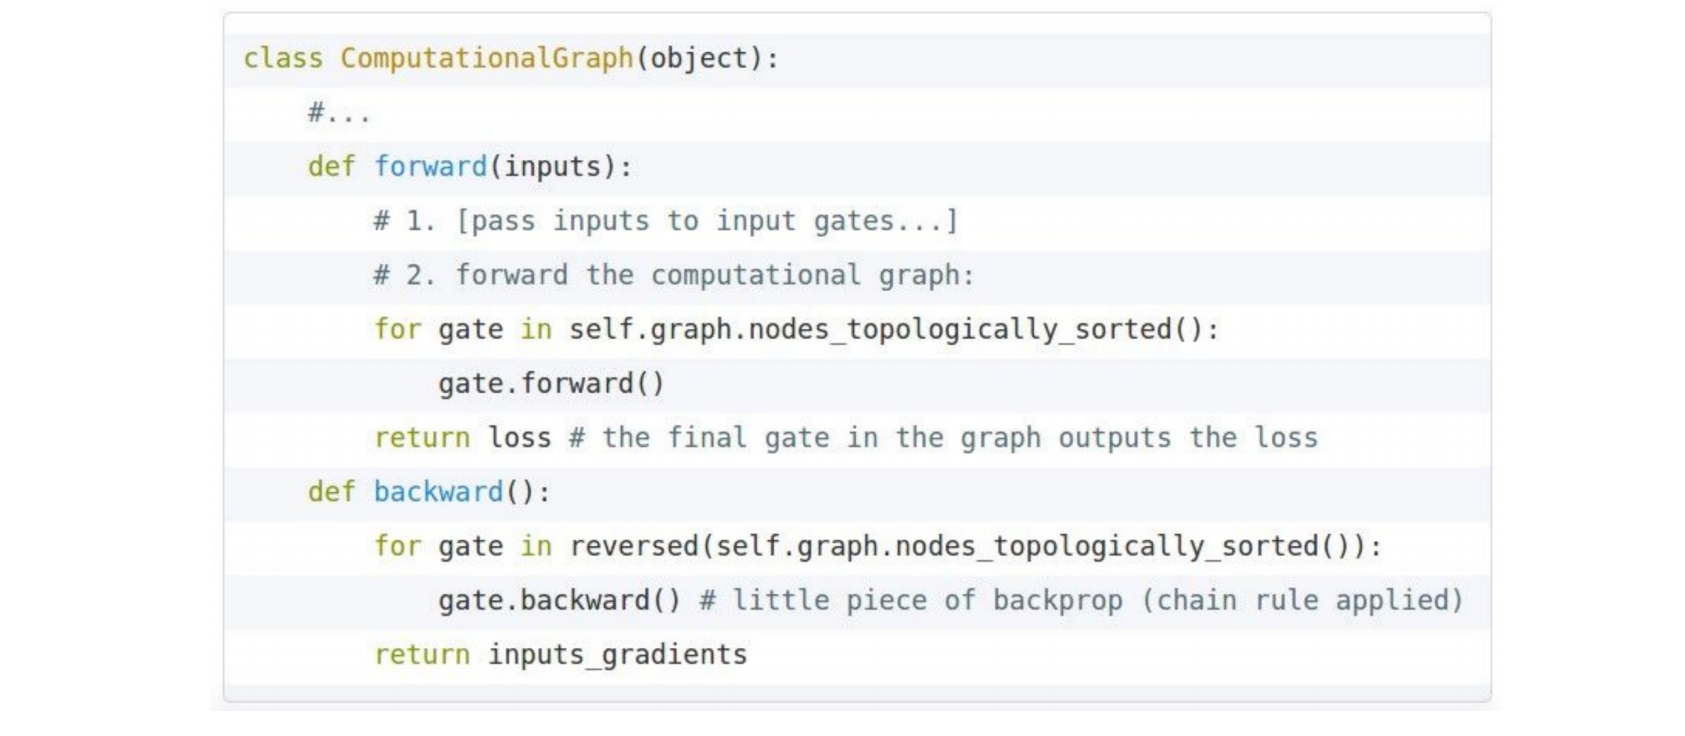 class ComputationalGraph(object):
#...
def forward(inputs):
# 1. [pass inputs to input gates...]
# 2. forward the computational graph:
for gate in self.graph.nodes_topologically_sorted():
gate.forward()
return loss # the final gate in the graph outputs the loss
def backward():
for gate in reversed(self.graph.nodes_topologically_sorted()):
gate.backward() # little piece of backprop (chain rule applied)
return inputs_gradients